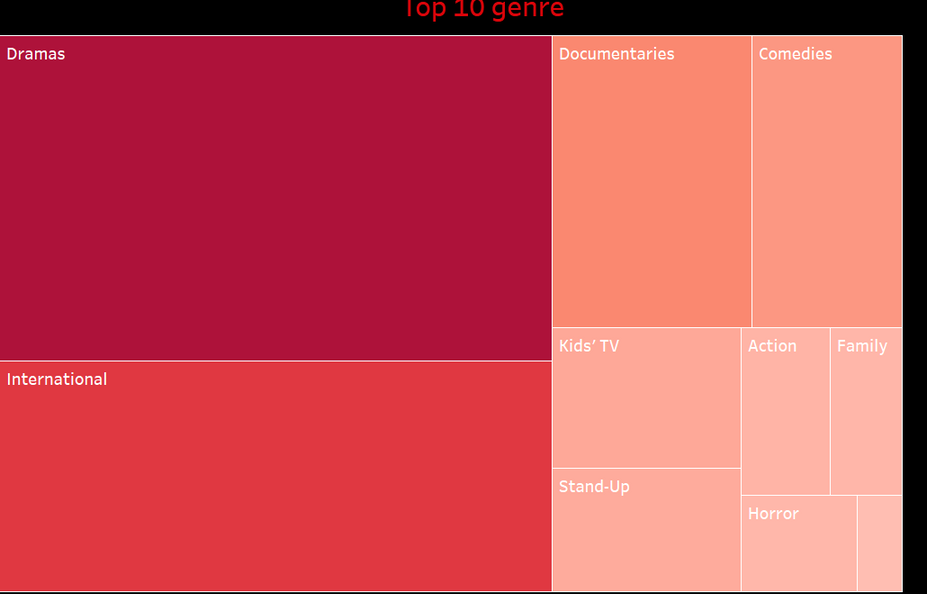 Top 10 genre
Dramas
Documentaries
Comedies
International
Kids’ TV
Action
Family
Stand-Up
Horror